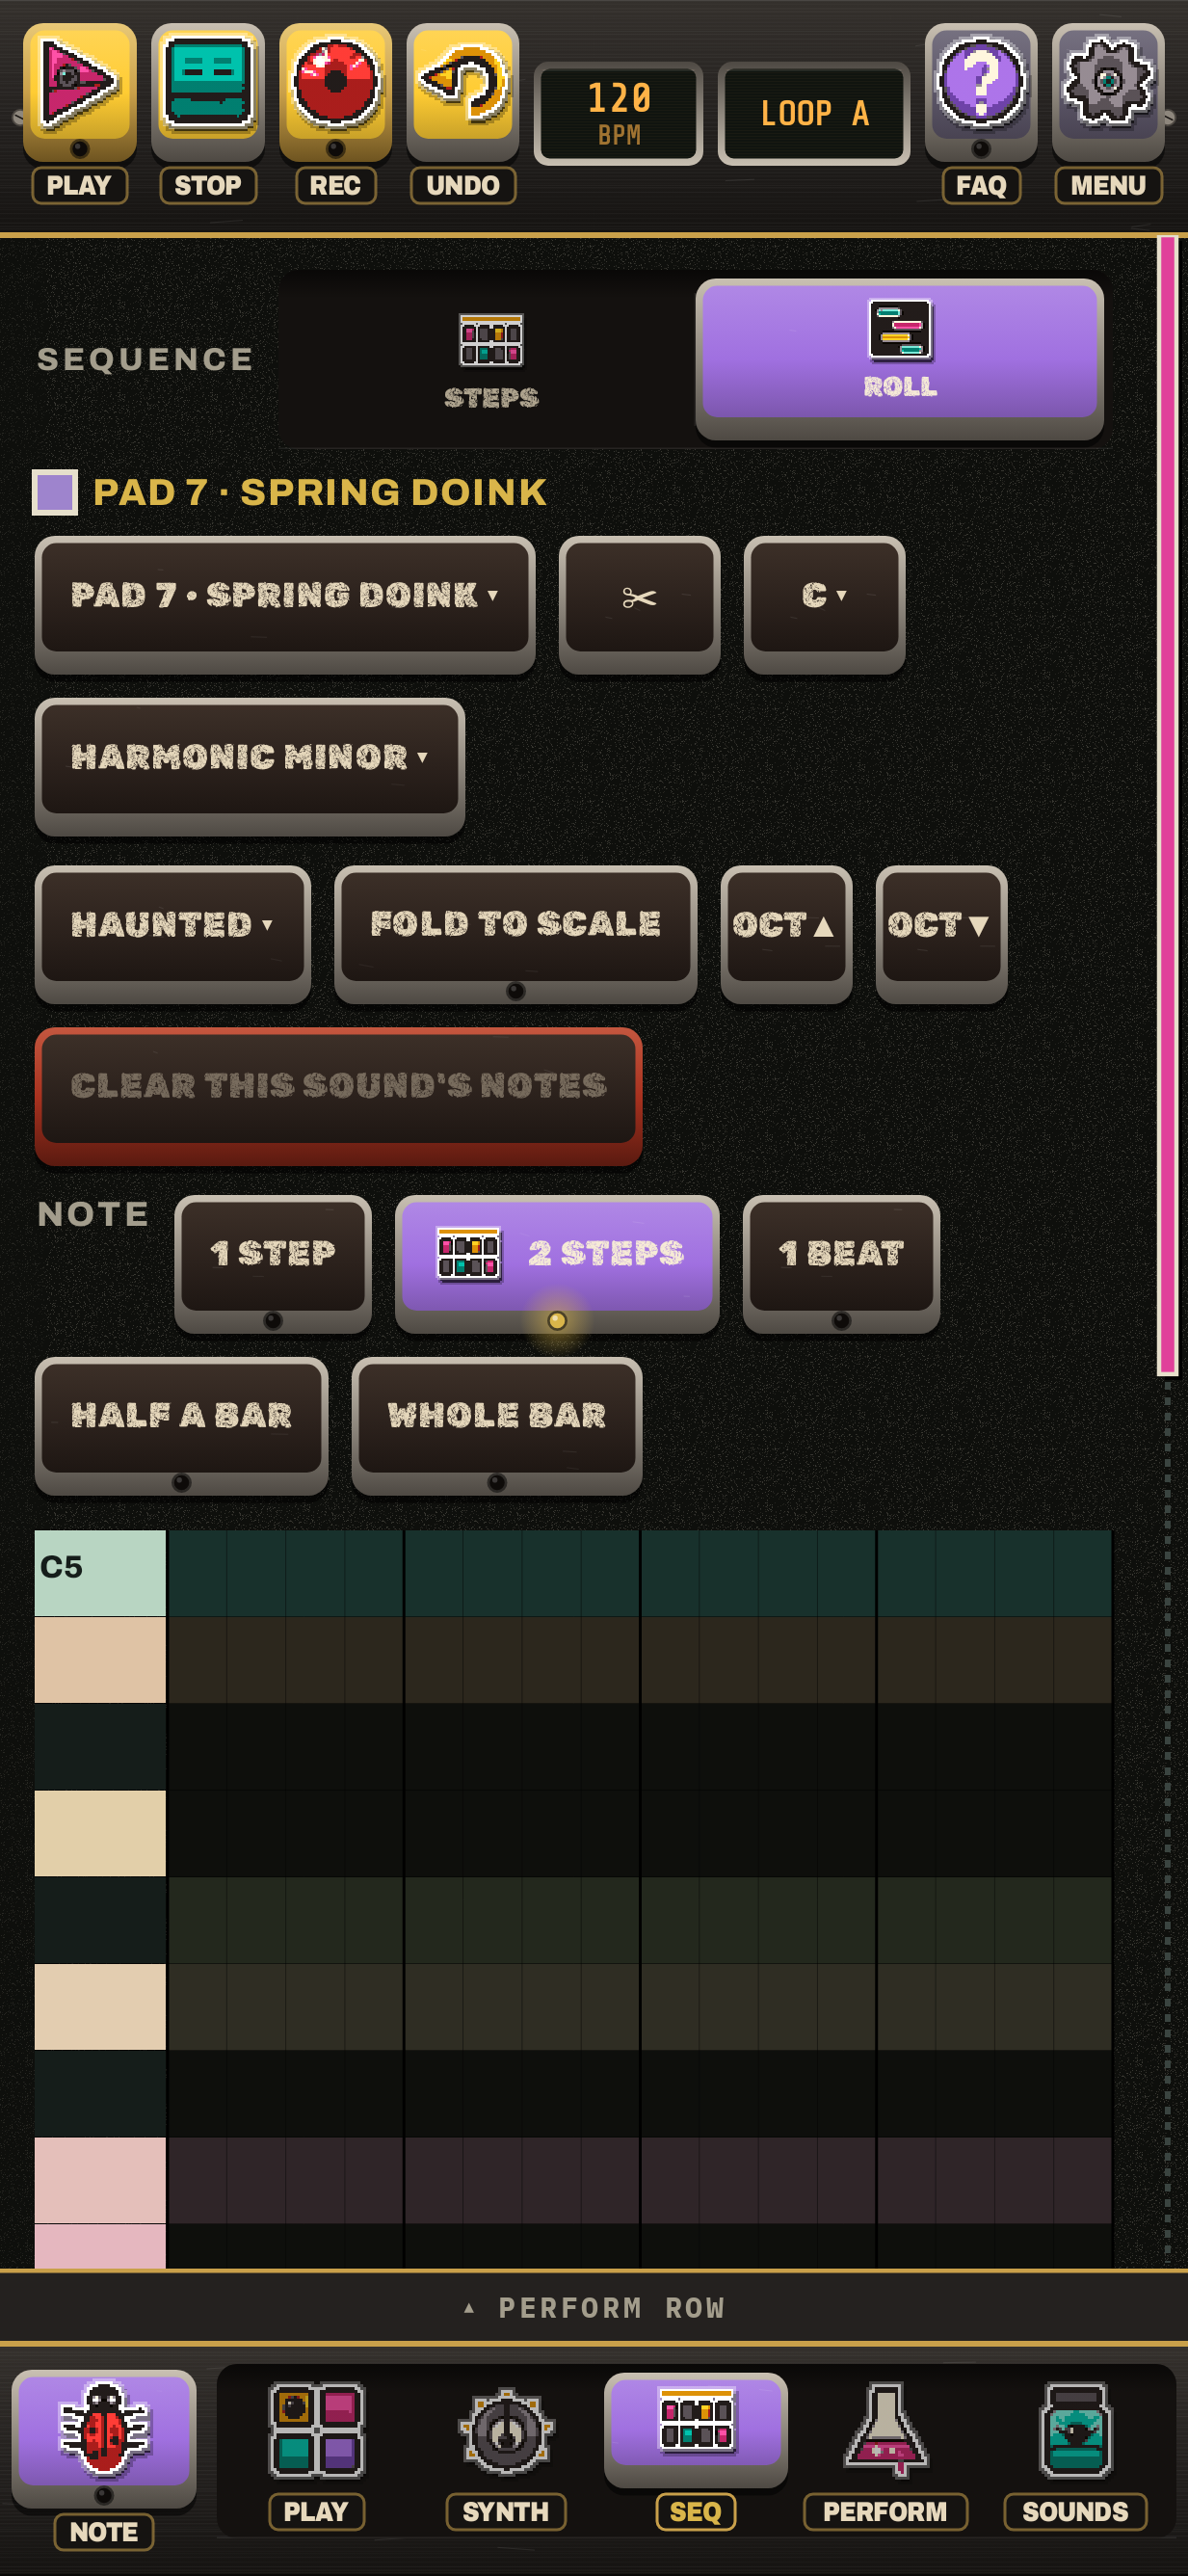 120
BPM
LOOP A
PLAY
STOP
REC
UNDO
FAQ
MENU
SEQUENCE
STEPS
ROLL
PAD 7 · SPRING DOINK
PAD 7 · SPRING DOINK ▾
✂
C ▾
HARMONIC MINOR ▾
HAUNTED ▾
FOLD TO SCALE
OCT ▲
OCT ▼
CLEAR THIS SOUND'S NOTES
NOTE
1 STEP
2 STEPS
1 BEAT
HALF A BAR
WHOLE BAR
C5
▴ PERFORM ROW
NOTE
PLAY
SYNTH
SEQ
PERFORM
SOUNDS